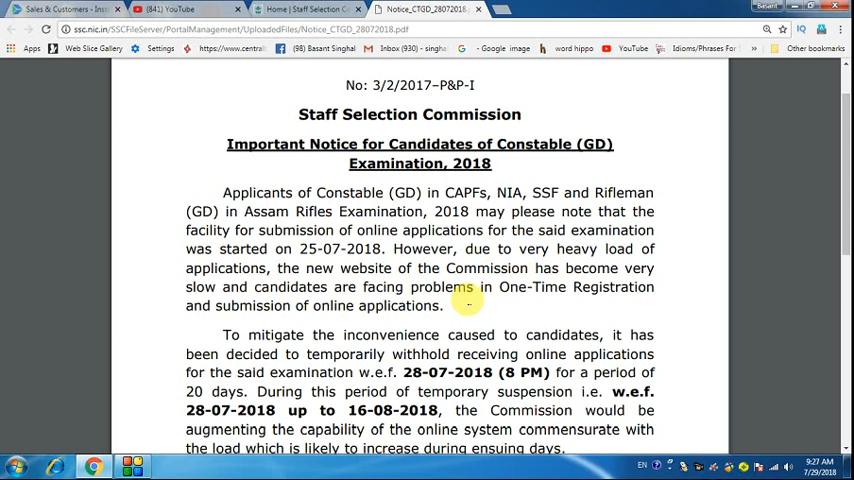 Sales & Customers - Inst
(841) YouTube
Home | Staff Selection Co
Notice_CTGD_28072018.p
Basant
ssc.nic.in/SSCFileServer/PortalManagement/UploadedFiles/Notice_CTGD_28072018.pdf
Apps
Web Slice Gallery
Settings
https://www.central
(98) Basant Singhal
Inbox (930) - singha
word hippo
YouTube
Idioms/Phrases For
Other bookmarks
No: 3/2/2017–P&P-I
Staff Selection Commission
Important Notice for Candidates of Constable (GD)
Examination, 2018
Applicants of Constable (GD) in CAPFs, NIA, SSF and Rifleman
(GD) in Assam Rifles Examination, 2018 may please note that the
facility for submission of online applications for the said examination
was started on 25-07-2018. However, due to very heavy load of
applications, the new website of the Commission has become very
slow and candidates are facing problems in One-Time Registration
and submission of online applications.
To mitigate the inconvenience caused to candidates, it has
been decided to temporarily withhold receiving online applications
for the said examination w.e.f. 28-07-2018 (8 PM) for a period of
20 days. During this period of temporary suspension i.e. w.e.f.
28-07-2018 up to 16-08-2018, the Commission would be
augmenting the capability of the online system commensurate with
the load which is likely to increase during ensuing days.
EN
9:27 AM
7/29/2018